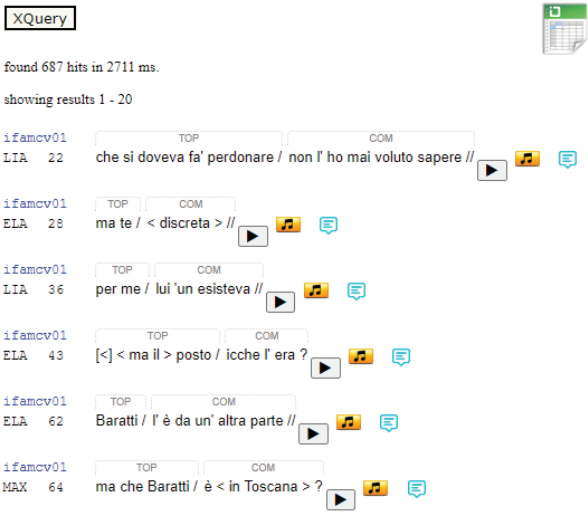 XQuery
found 687 hits in 2711 ms.
showing results 1 - 20
ifamcv01 TOP COM
LIA 22 che si doveva fa' perdonare / non l' ho mai voluto sapere //
ifamcv01 TOP COM
ELA 28 ma te / < discreta > //
ifamcv01 TOP COM
LIA 36 per me / lui 'un esisteva //
ifamcv01 TOP COM
ELA 43 [<] < ma il > posto / icche l' era ?
ifamcv01 TOP COM
ELA 62 Baratti / l' è da un' altra parte //
ifamcv01 TOP COM
MAX 64 ma che Baratti / è < in Toscana > ?